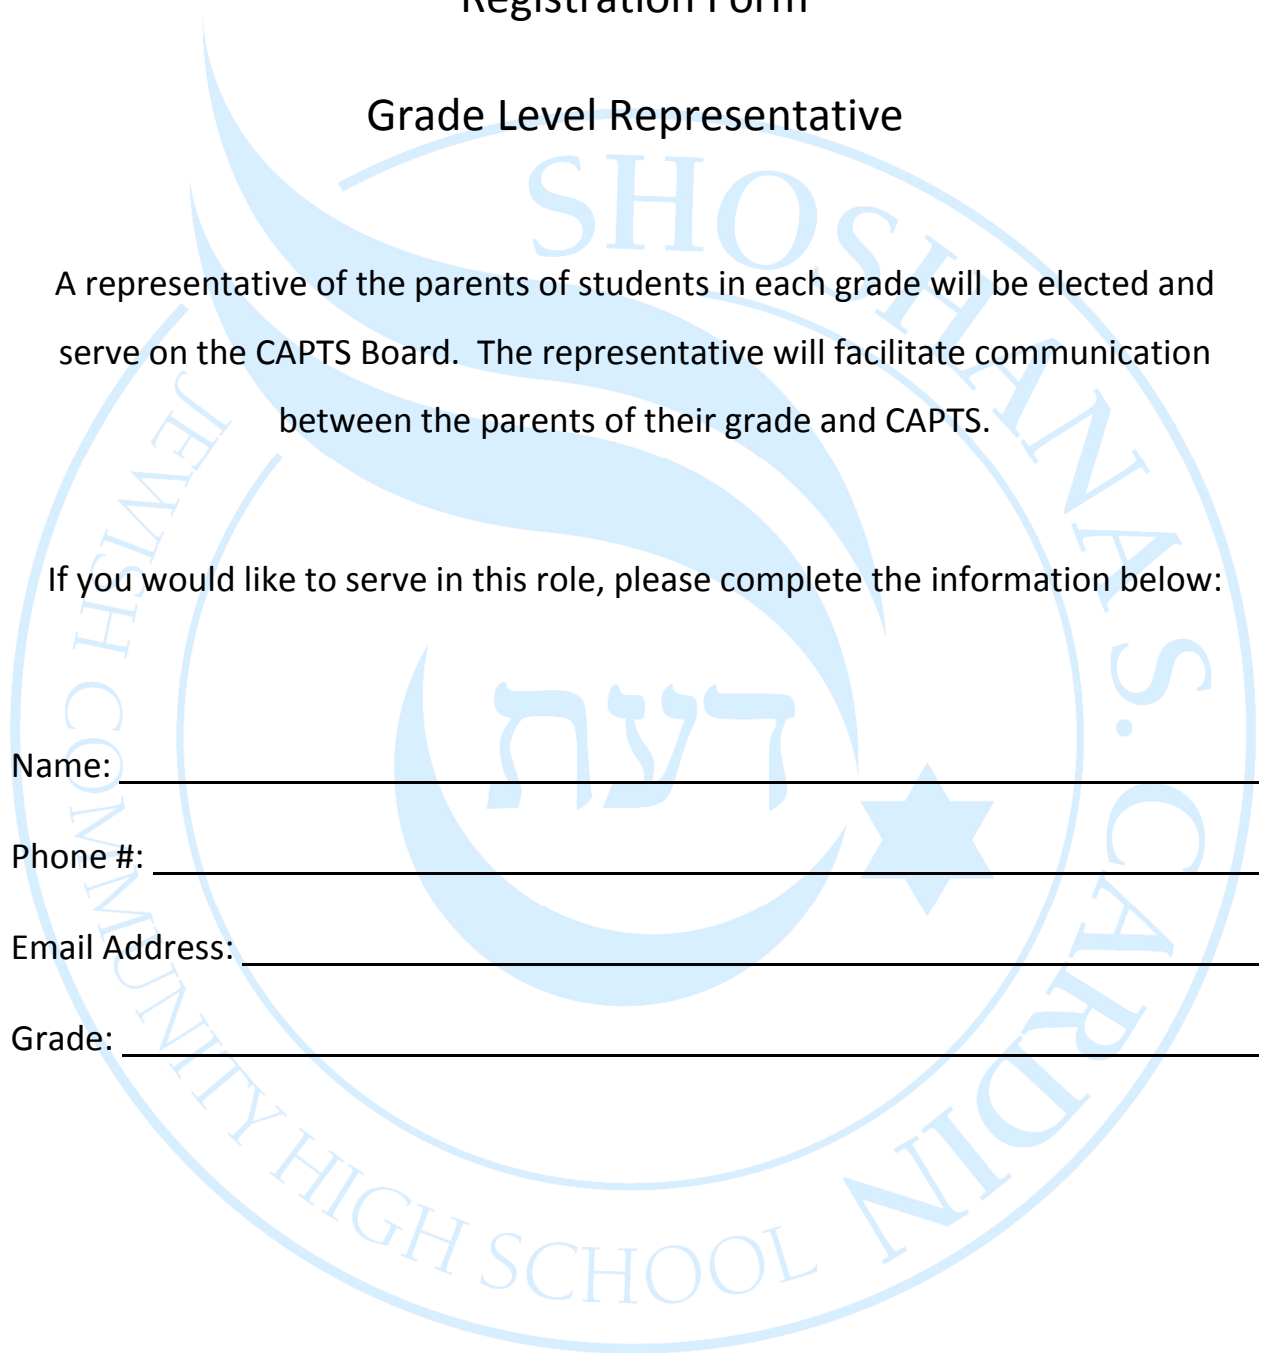 Registration Form
Grade Level Representative
A representative of the parents of students in each grade will be elected and
serve on the CAPTS Board.  The representative will facilitate communication
between the parents of their grade and CAPTS.
If you would like to serve in this role, please complete the information below:
Name:
Phone #:
Email Address:
Grade:
SHOSHANA S. CARDIN
JEWISH COMMUNITY HIGH SCHOOL
דעת